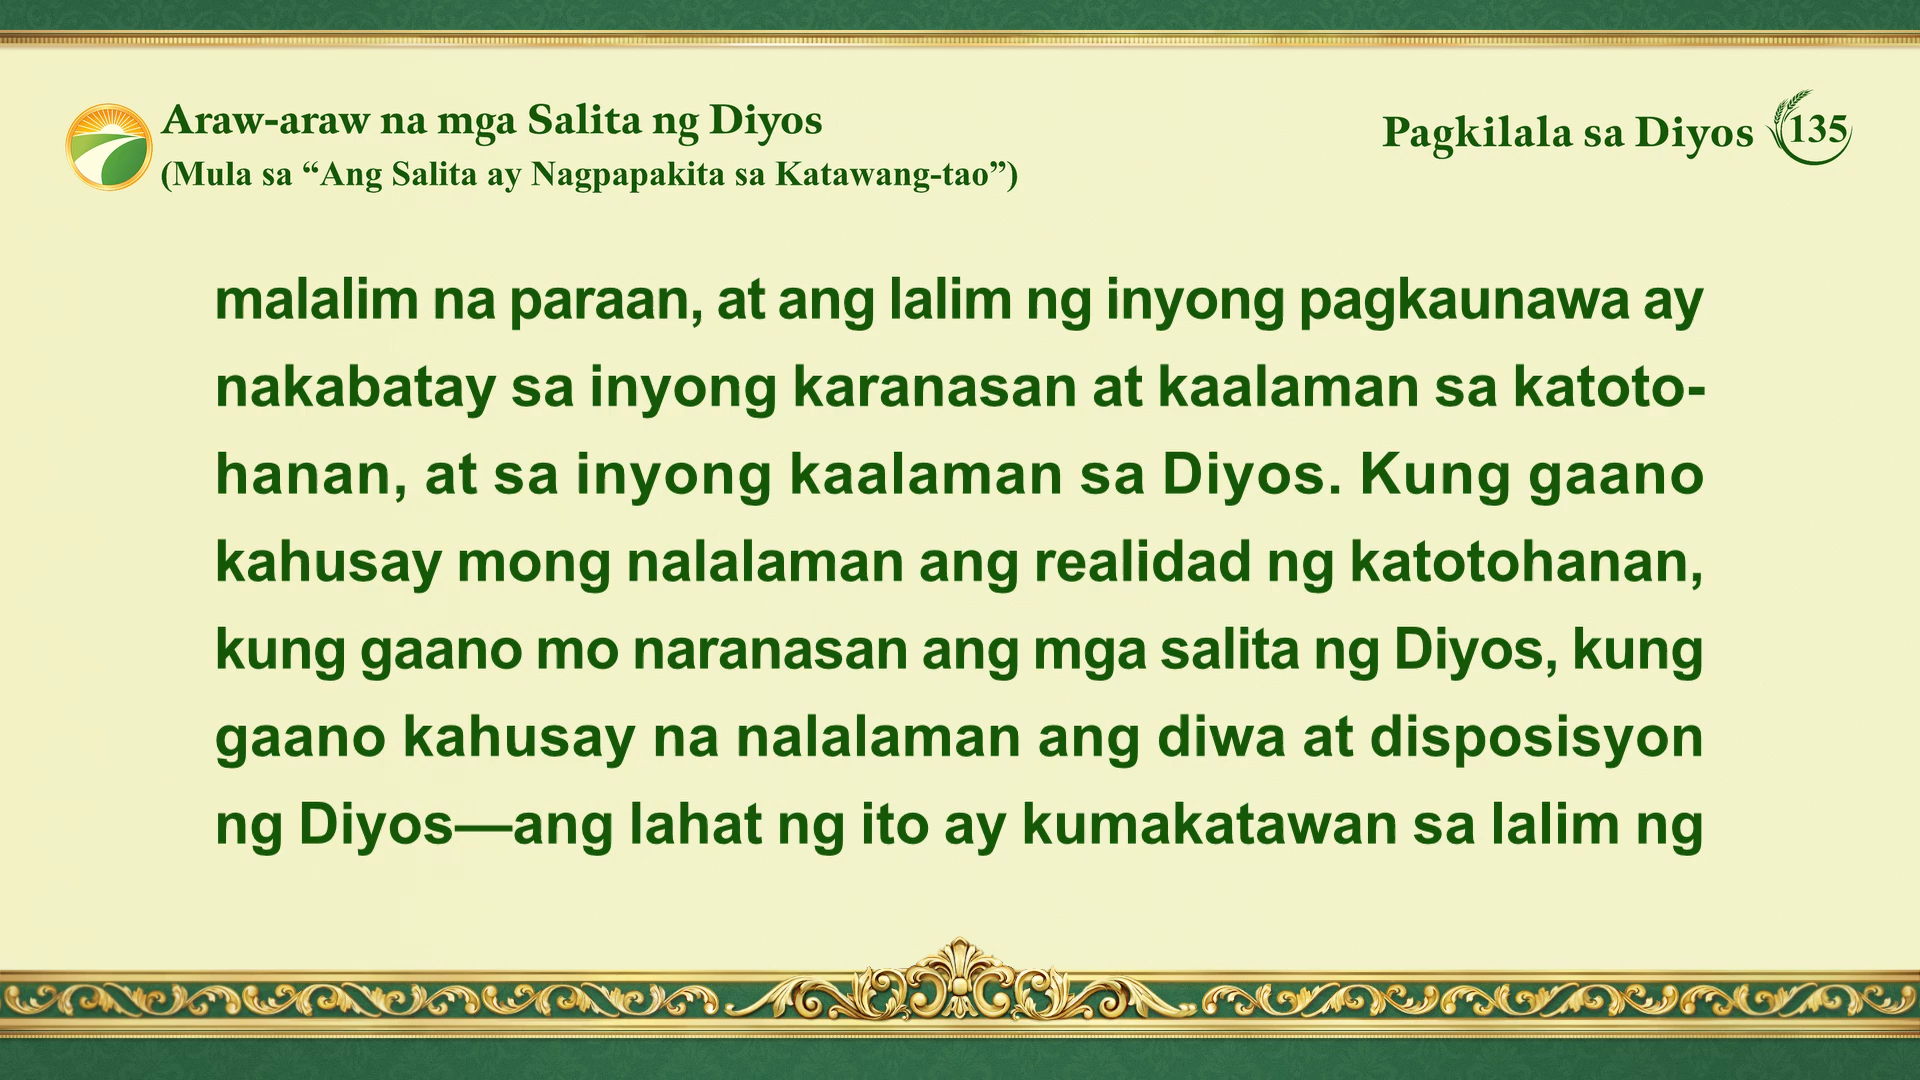 Araw-araw na mga Salita ng Diyos
(Mula sa “Ang Salita ay Nagpapakita sa Katawang-tao”)
Pagkilala sa Diyos 135
malalim na paraan, at ang lalim ng inyong pagkaunawa ay
nakabatay sa inyong karanasan at kaalaman sa katoto-
hanan, at sa inyong kaalaman sa Diyos. Kung gaano
kahusay mong nalalaman ang realidad ng katotohanan,
kung gaano mo naranasan ang mga salita ng Diyos, kung
gaano kahusay na nalalaman ang diwa at disposisyon
ng Diyos—ang lahat ng ito ay kumakatawan sa lalim ng